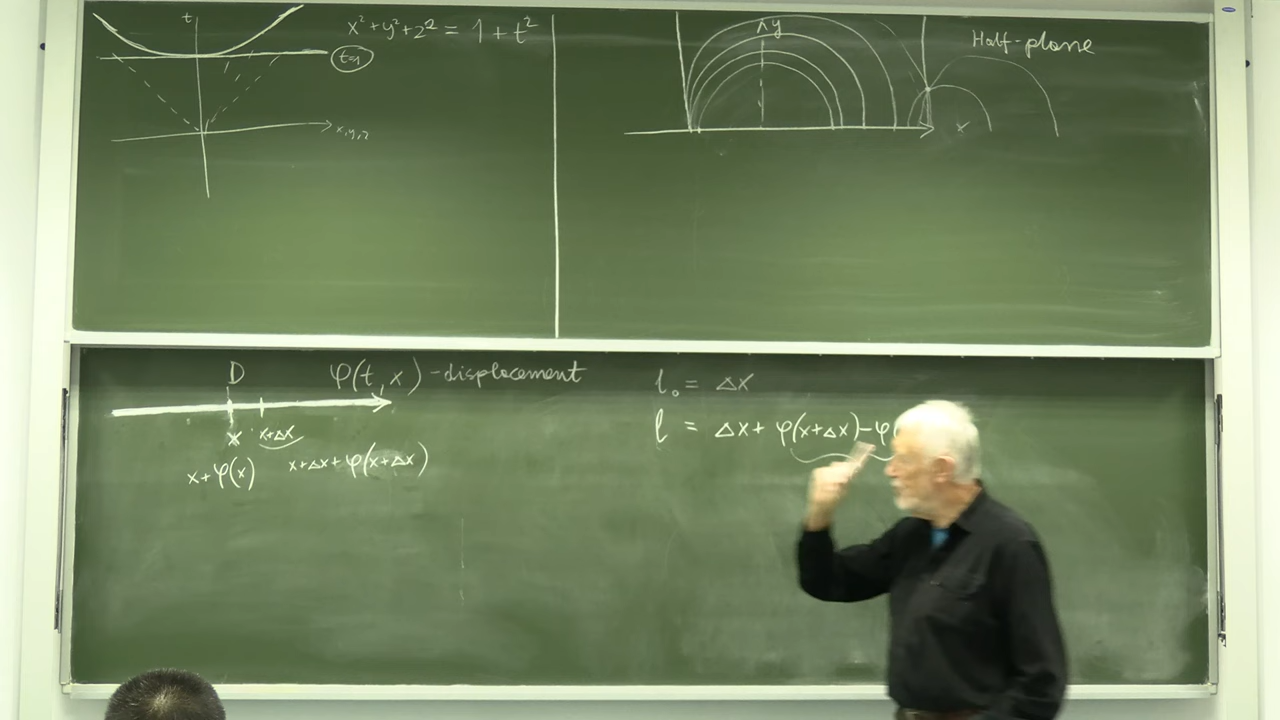 t
x²+y²+z² = 1+t²
t=1
x,y,z
y
Half-plane
x
D
φ(t,x) - displacement
x x+Δx
x+φ(x) x+Δx+φ(x+Δx)
l₀ = Δx
l = Δx+ φ(x+Δx)-φ(